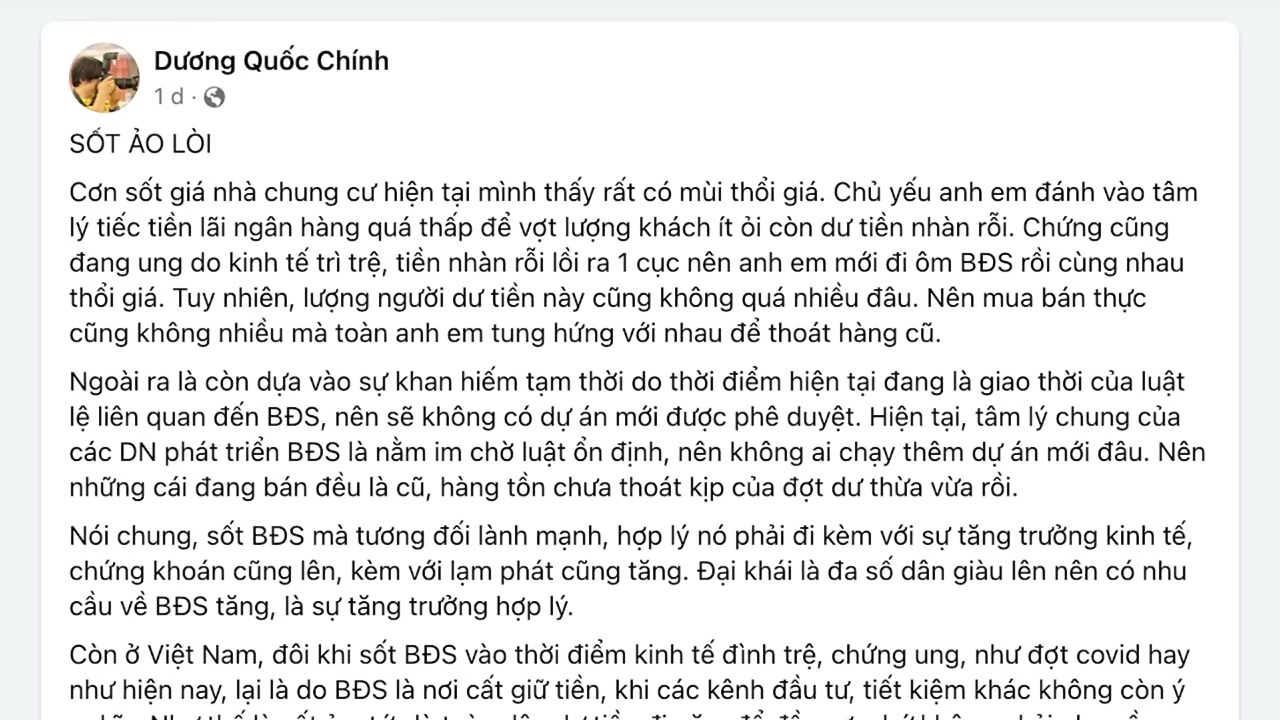 Dương Quốc Chính
1 d ·
SỐT ẢO LÒI
Cơn sốt giá nhà chung cư hiện tại mình thấy rất có mùi thổi giá. Chủ yếu anh em đánh vào tâm
lý tiếc tiền lãi ngân hàng quá thấp để vợt lượng khách ít ỏi còn dư tiền nhàn rỗi. Chứng cũng
đang ung do kinh tế trì trệ, tiền nhàn rỗi lồi ra 1 cục nên anh em mới đi ôm BĐS rồi cùng nhau
thổi giá. Tuy nhiên, lượng người dư tiền này cũng không quá nhiều đâu. Nên mua bán thực
cũng không nhiều mà toàn anh em tung hứng với nhau để thoát hàng cũ.
Ngoài ra là còn dựa vào sự khan hiếm tạm thời do thời điểm hiện tại đang là giao thời của luật
lệ liên quan đến BĐS, nên sẽ không có dự án mới được phê duyệt. Hiện tại, tâm lý chung của
các DN phát triển BĐS là nằm im chờ luật ổn định, nên không ai chạy thêm dự án mới đâu. Nên
những cái đang bán đều là cũ, hàng tồn chưa thoát kịp của đợt dư thừa vừa rồi.
Nói chung, sốt BĐS mà tương đối lành mạnh, hợp lý nó phải đi kèm với sự tăng trưởng kinh tế,
chứng khoán cũng lên, kèm với lạm phát cũng tăng. Đại khái là đa số dân giàu lên nên có nhu
cầu về BĐS tăng, là sự tăng trưởng hợp lý.
Còn ở Việt Nam, đôi khi sốt BĐS vào thời điểm kinh tế đình trệ, chứng ung, như đợt covid hay
như hiện nay, lại là do BĐS là nơi cất giữ tiền, khi các kênh đầu tư, tiết kiệm khác không còn ý